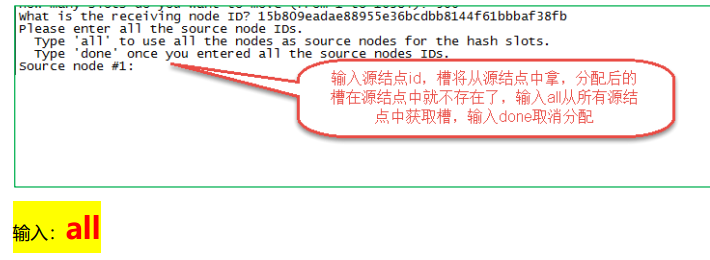 What is the receiving node ID? 15b809eadae88955e36bcdbb8144f61bbbaf38fb
Please enter all the source node IDs.
Type 'all' to use all the nodes as source nodes for the hash slots.
Type 'done' once you entered all the source nodes IDs.
Source node #1:
输入源结点id，槽将从源结点中拿，分配后的
槽在源结点中就不存在了，输入all从所有源结
点中获取槽，输入done取消分配
输入：all